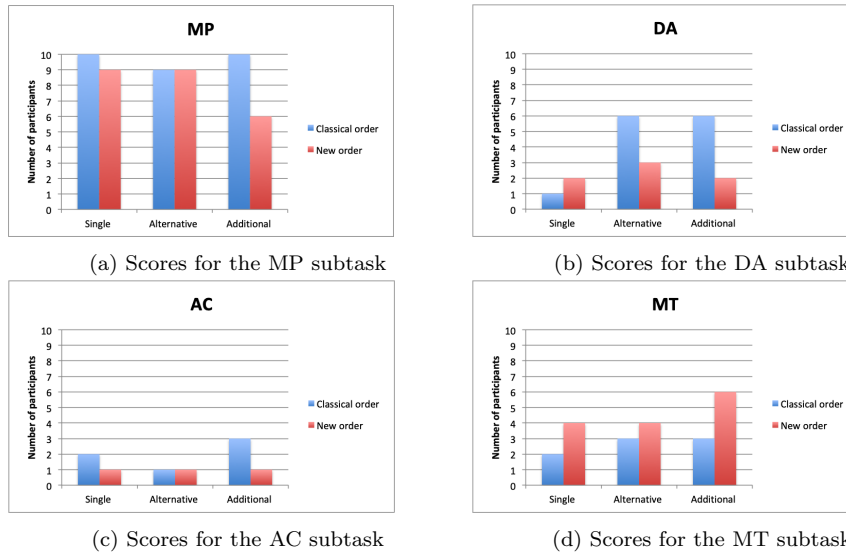 MP
Number of participants
10
9
8
7
6
5
4
3
2
1
0
Single Alternative Additional
Classical order
New order
(a) Scores for the MP subtask
DA
Number of participants
10
9
8
7
6
5
4
3
2
1
0
Single Alternative Additional
Classical order
New order
(b) Scores for the DA subtask
AC
Number of participants
10
9
8
7
6
5
4
3
2
1
0
Single Alternative Additional
Classical order
New order
(c) Scores for the AC subtask
MT
Number of participants
10
9
8
7
6
5
4
3
2
1
0
Single Alternative Additional
Classical order
New order
(d) Scores for the MT subtask